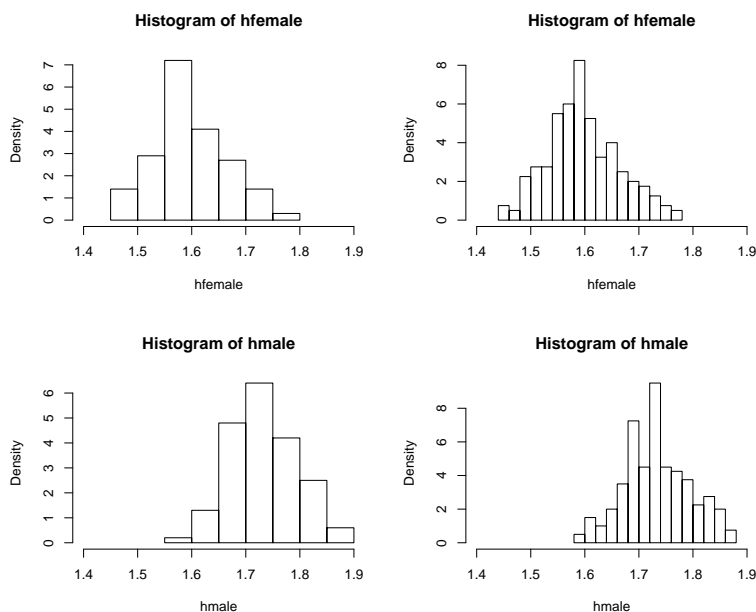 Histogram of hfemale
Density
0 1 2 3 4 5 6 7
1.4 1.5 1.6 1.7 1.8 1.9
hfemale
Histogram of hfemale
Density
0 2 4 6 8
1.4 1.5 1.6 1.7 1.8 1.9
hfemale
Histogram of hmale
Density
0 1 2 3 4 5 6
1.4 1.5 1.6 1.7 1.8 1.9
hmale
Histogram of hmale
Density
0 2 4 6 8
1.4 1.5 1.6 1.7 1.8 1.9
hmale